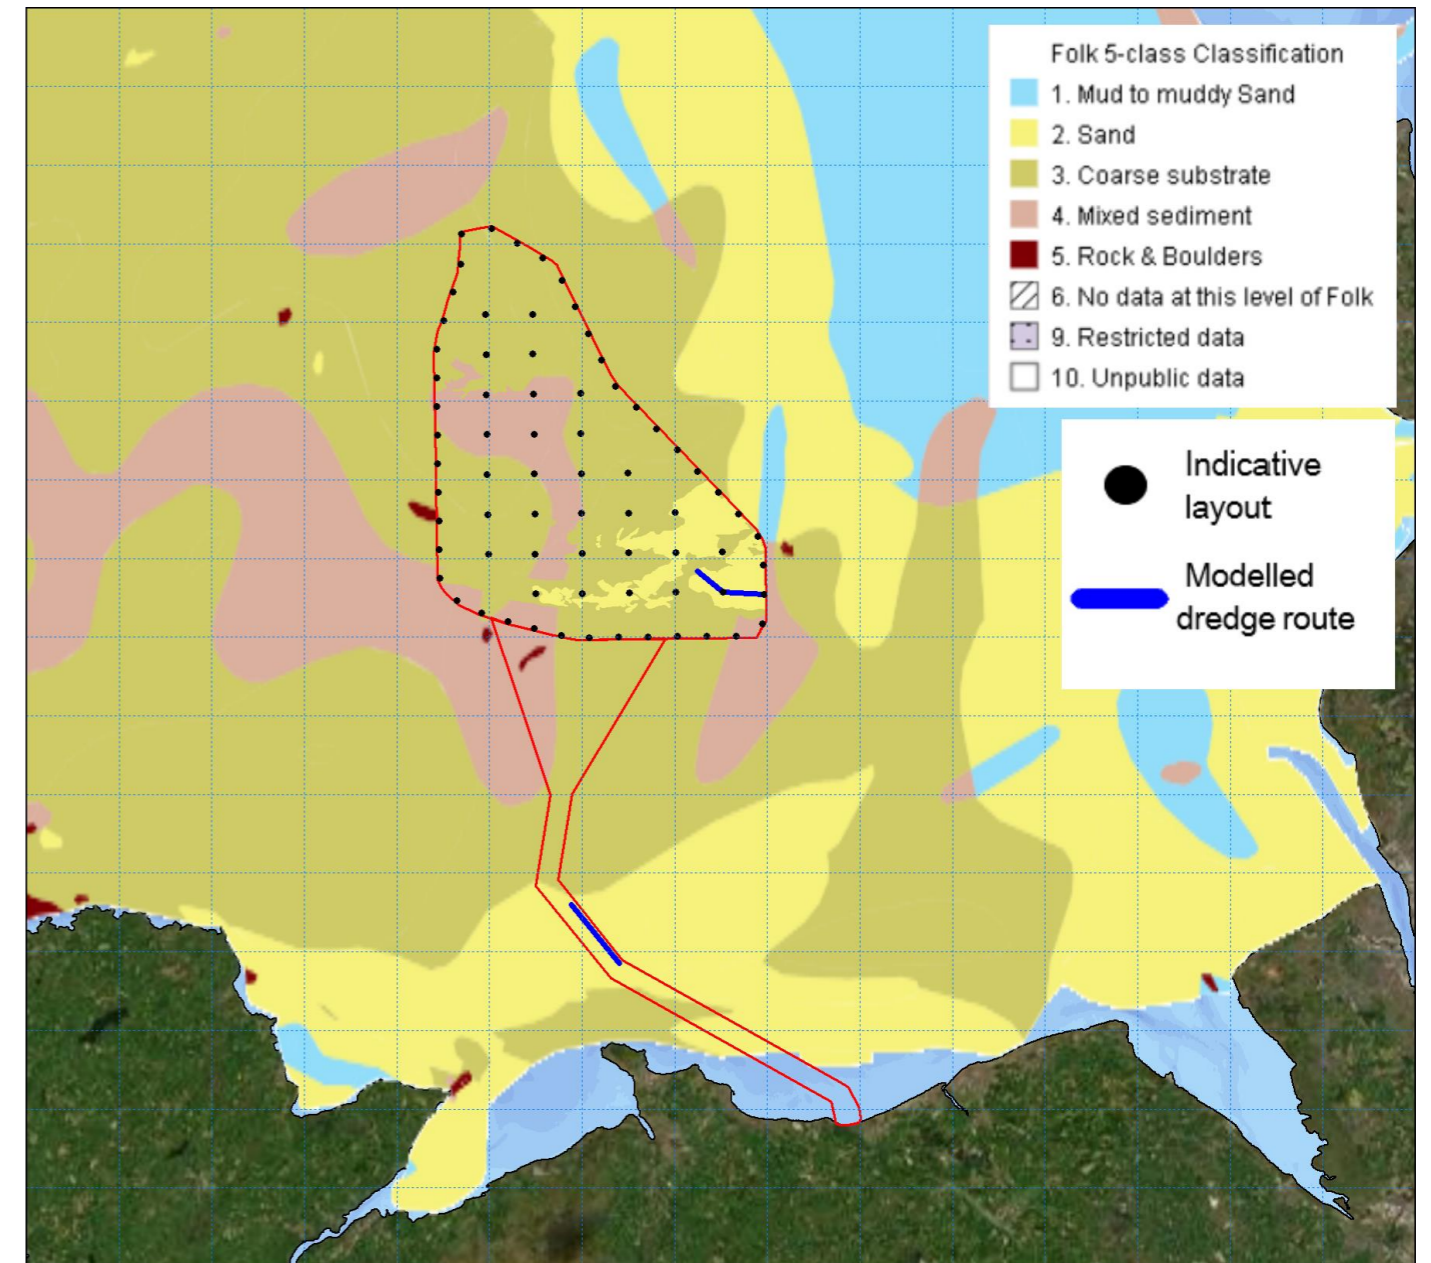 Folk 5-class Classification
1. Mud to muddy Sand
2. Sand
3. Coarse substrate
4. Mixed sediment
5. Rock & Boulders
6. No data at this level of Folk
9. Restricted data
10. Unpublic data
Indicative
layout
Modelled
dredge route